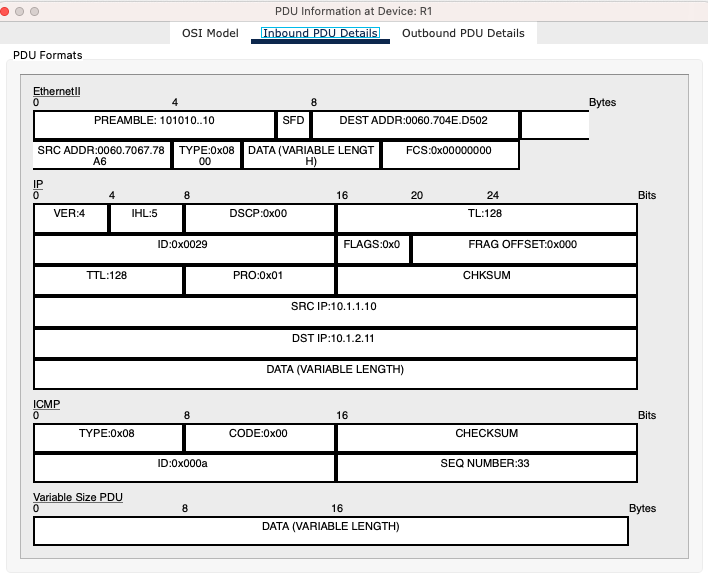 PDU Information at Device: R1
OSI Model Inbound PDU Details Outbound PDU Details
PDU Formats
EthernetII
0 4 8 Bytes
PREAMBLE: 101010..10 SFD DEST ADDR:0060.704E.D502
SRC ADDR:0060.7067.78
A6
TYPE:0x08
00
DATA (VARIABLE LENGT
H)
FCS:0x00000000
IP
0 4 8 16 20 24 Bits
VER:4 IHL:5 DSCP:0x00 TL:128
ID:0x0029 FLAGS:0x0 FRAG OFFSET:0x000
TTL:128 PRO:0x01 CHKSUM
SRC IP:10.1.1.10
DST IP:10.1.2.11
DATA (VARIABLE LENGTH)
ICMP
0 8 16 Bits
TYPE:0x08 CODE:0x00 CHECKSUM
ID:0x000a SEQ NUMBER:33
Variable Size PDU
0 8 16 Bytes
DATA (VARIABLE LENGTH)